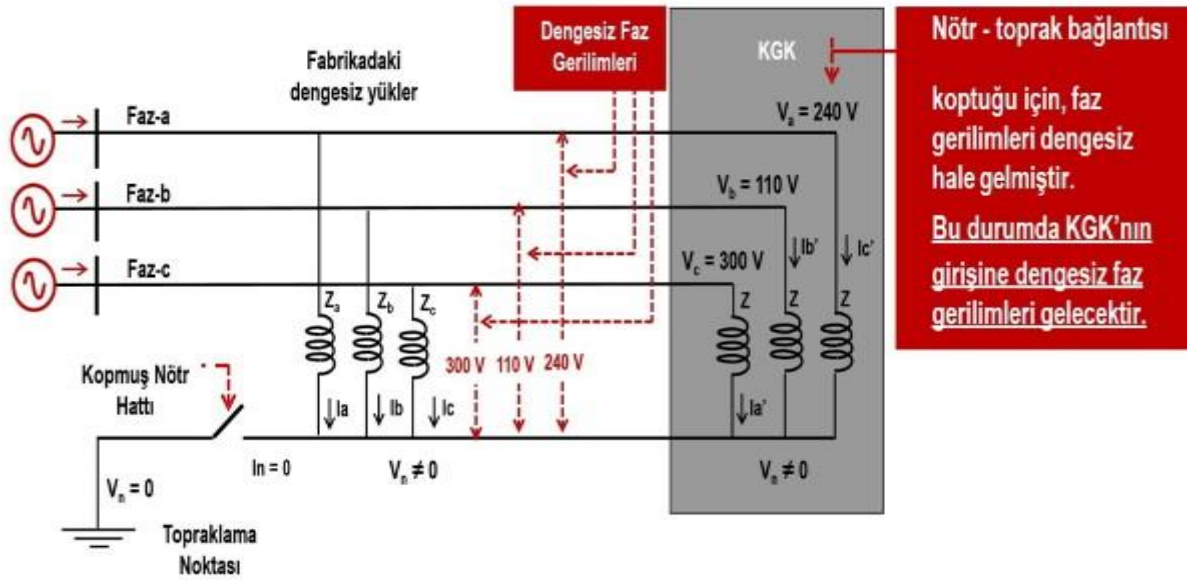 Fabrikadaki
dengesiz yükler
Dengesiz Faz
Gerilimleri
KGK
Nötr - toprak bağlantısı
koptuğu için, faz
gerilimleri dengesiz
hale gelmiştir.
Bu durumda KGK'nın
girişine dengesiz faz
gerilimleri gelecektir.
Faz-a
Va = 240 V
Faz-b
Vb = 110 V
Faz-c
Vc = 300 V
Ib'
Ic'
Za
Zb
Zc
Z
Z
Z
300 V
110 V
240 V
Kopmuş Nötr
Hattı
Ia
Ib
Ic
Ia'
In = 0
Vn ≠ 0
Vn ≠ 0
Vn = 0
Topraklama
Noktası